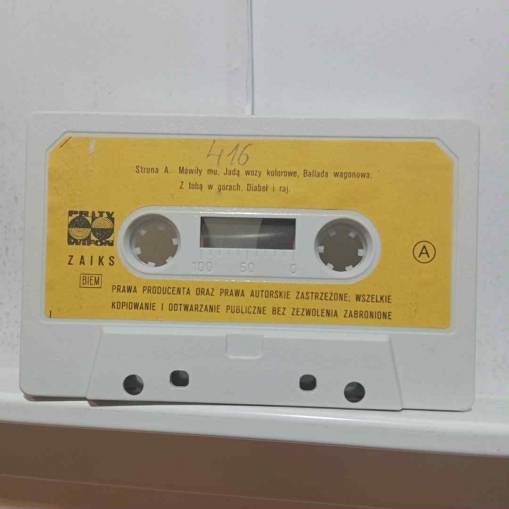 416
Strona A. Mówiły mu, Jadą wozy kolorowe, Ballada wagonowa,
Z tobą w górach, Diabeł i raj.
PRITY
WIFON
ZAIKS
BIEM
A
100 50 0
PRAWA PRODUCENTA ORAZ PRAWA AUTORSKIE ZASTRZEŻONE; WSZELKIE
KOPIOWANIE I ODTWARZANIE PUBLICZNE BEZ ZEZWOLENIA ZABRONIONE